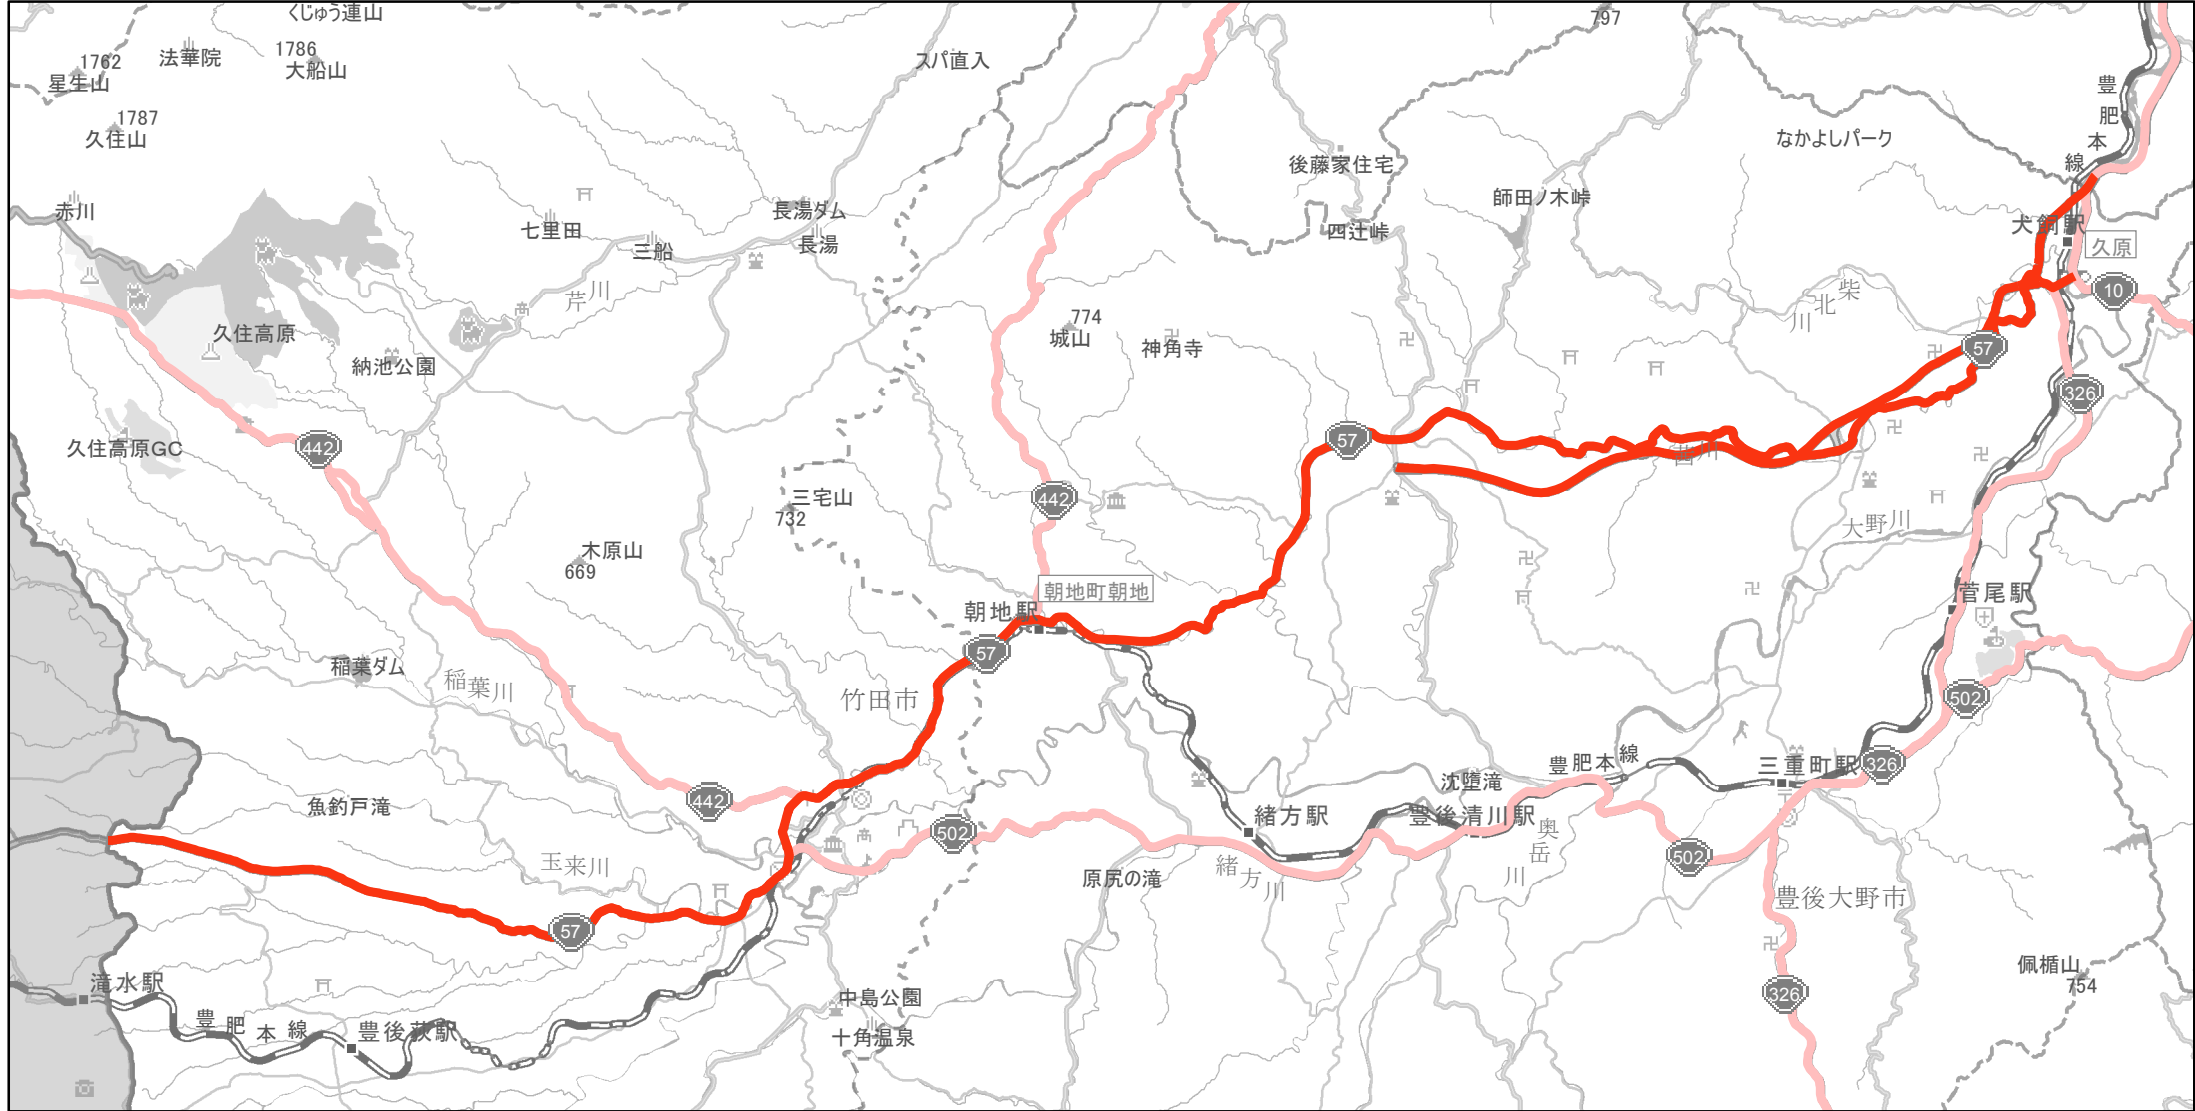 くじゅう連山
797
1786
大船山
法華院
1762
星生山
スパ直入
豊肥本線
1787
久住山
なかよしパーク
後藤家住宅
師田ノ木峠
赤川
長湯ダム
七里田
三船
長湯
四辻峠
犬飼駅
久原
芹川
柴北川
10
久住高原
774
城山
神角寺
57
納池公園
326
久住高原GC
442
57
茜川
442
三宅山
732
大野川
木原山
669
朝地町朝地
朝地駅
菅尾駅
57
稲葉ダム
稲葉川
竹田市
502
豊肥本線
三重町駅
326
沈堕滝
442
魚釣戸滝
502
緒方駅
豊後清川駅
奥岳川
玉来川
原尻の滝
緒方川
502
豊後大野市
57
佩楯山
754
滝水駅
中島公園
326
豊肥本線
豊後荻駅
十角温泉